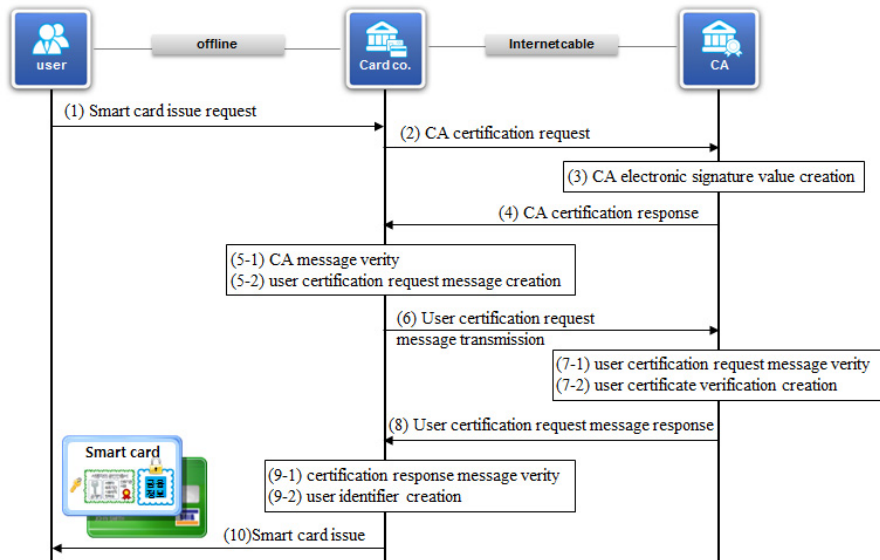 offline
Internetcable
user
Card co.
CA
(1) Smart card issue request
(2) CA certification request
(3) CA electronic signature value creation
(4) CA certification response
(5-1) CA message verity
(5-2) user certification request message creation
(6) User certification request
message transmission
(7-1) user certification request message verity
(7-2) user certificate verification creation
(8) User certification request message response
Smart card
(9-1) certification response message verity
(9-2) user identifier creation
(10)Smart card issue